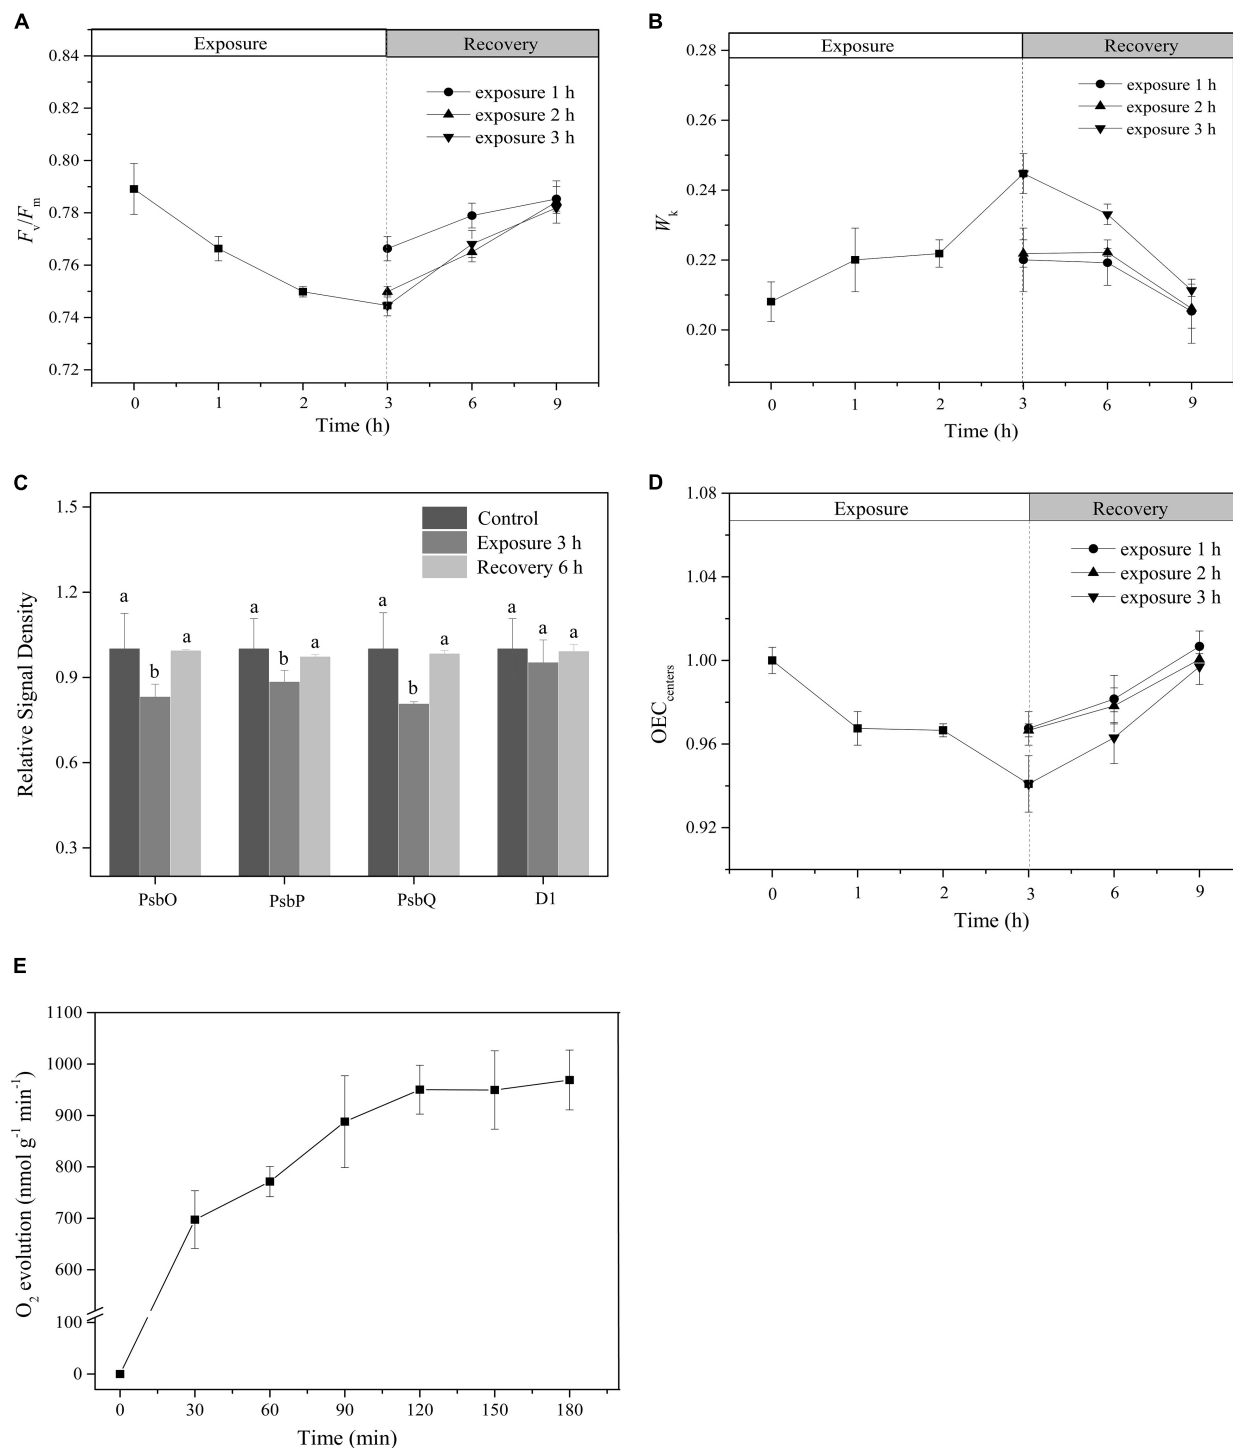 A
Exposure
Recovery
exposure 1 h
exposure 2 h
exposure 3 h
0.84
0.82
0.80
0.78
0.76
0.74
0.72
Fv/Fm
0 1 2 3 6 9
Time (h)
B
Exposure
Recovery
exposure 1 h
exposure 2 h
exposure 3 h
0.28
0.26
0.24
0.22
0.20
Wk
0 1 2 3 6 9
Time (h)
C
Control
Exposure 3 h
Recovery 6 h
1.5
1.2
0.9
0.6
0.3
Relative Signal Density
a b a a b a a b a a a a
PsbO PsbP PsbQ D1
D
Exposure
Recovery
exposure 1 h
exposure 2 h
exposure 3 h
1.08
1.04
1.00
0.96
0.92
OECcenters
0 1 2 3 6 9
Time (h)
E
1100
1000
900
800
700
600
100
0
O2 evolution (nmol g-1 min-1)
0 30 60 90 120 150 180
Time (min)